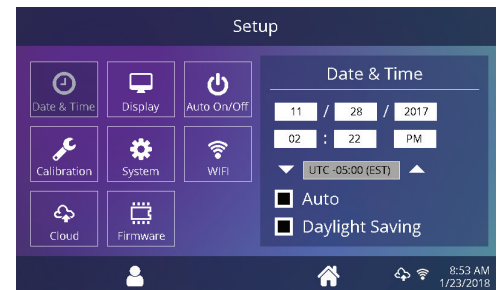 Setup
Date & Time
Display
Auto On/Off
Calibration
System
WIFI
Cloud
Firmware
Date & Time
11 / 28 / 2017
02 : 22 PM
UTC -05:00 (EST)
Auto
Daylight Saving
8:53 AM
1/23/2018